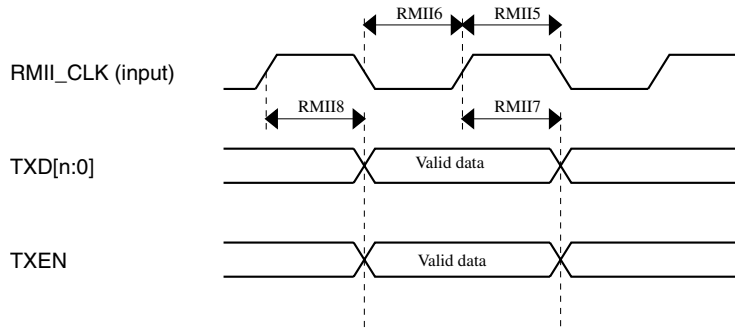 RMII6 RMII5
RMII_CLK (input)
RMII8 RMII7
TXD[n:0] Valid data
TXEN Valid data